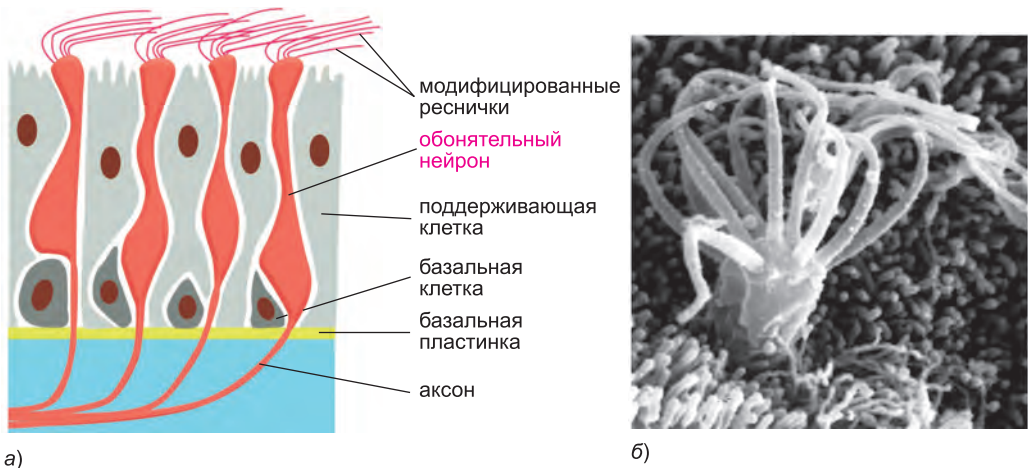 модифицированные
реснички
обонятельный
нейрон
поддерживающая
клетка
базальная
клетка
базальная
пластинка
аксон
а)
б)